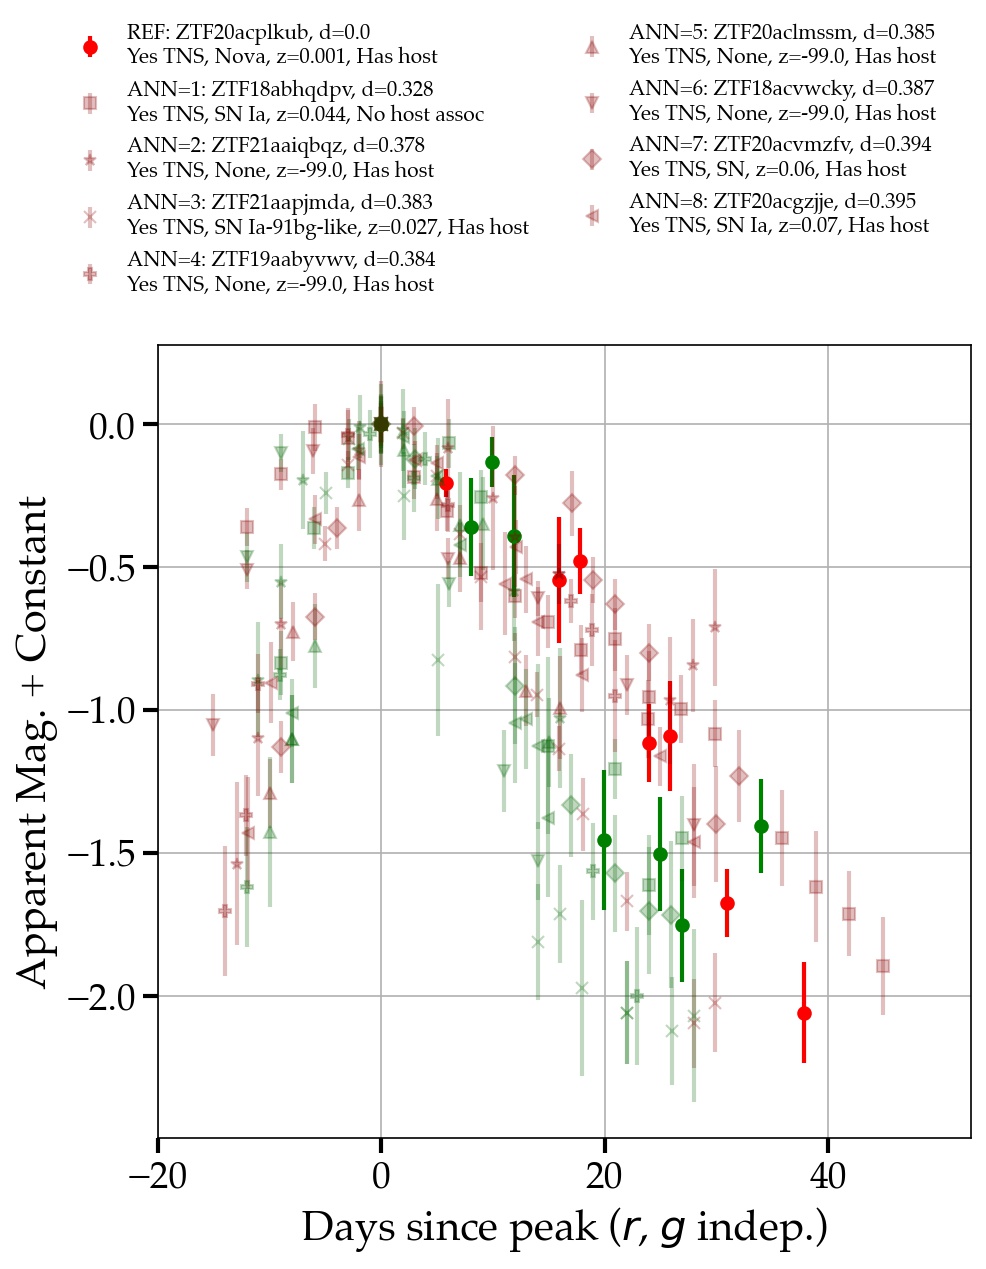 REF: ZTF20acplkub, d=0.0
Yes TNS, Nova, z=0.001, Has host
ANN=1: ZTF18abhqdpv, d=0.328
Yes TNS, SN Ia, z=0.044, No host assoc
ANN=2: ZTF21aaiqbqz, d=0.378
Yes TNS, None, z=-99.0, Has host
ANN=3: ZTF21aapjmda, d=0.383
Yes TNS, SN Ia-91bg-like, z=0.027, Has host
ANN=4: ZTF19aabyvwv, d=0.384
Yes TNS, None, z=-99.0, Has host
ANN=5: ZTF20aclmssm, d=0.385
Yes TNS, None, z=-99.0, Has host
ANN=6: ZTF18acvwcky, d=0.387
Yes TNS, None, z=-99.0, Has host
ANN=7: ZTF20acvmzfv, d=0.394
Yes TNS, SN, z=0.06, Has host
ANN=8: ZTF20acgzjje, d=0.395
Yes TNS, SN Ia, z=0.07, Has host
Apparent Mag. + Constant
0.0
−0.5
−1.0
−1.5
−2.0
−20 0 20 40
Days since peak (r, g indep.)